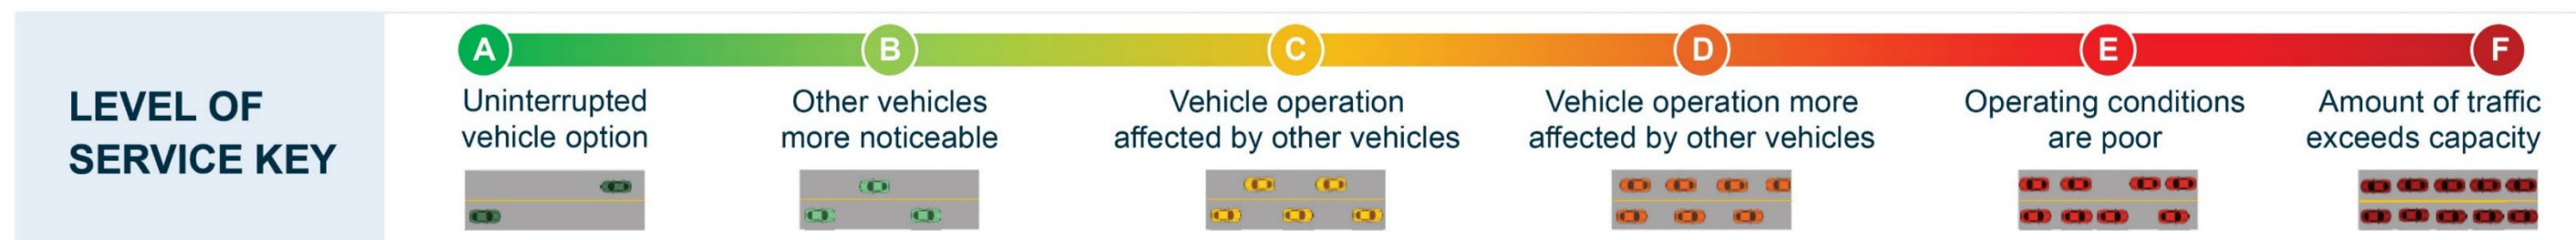 LEVEL OF
SERVICE KEY
A
Uninterrupted
vehicle option
B
Other vehicles
more noticeable
C
Vehicle operation
affected by other vehicles
D
Vehicle operation more
affected by other vehicles
E
Operating conditions
are poor
F
Amount of traffic
exceeds capacity